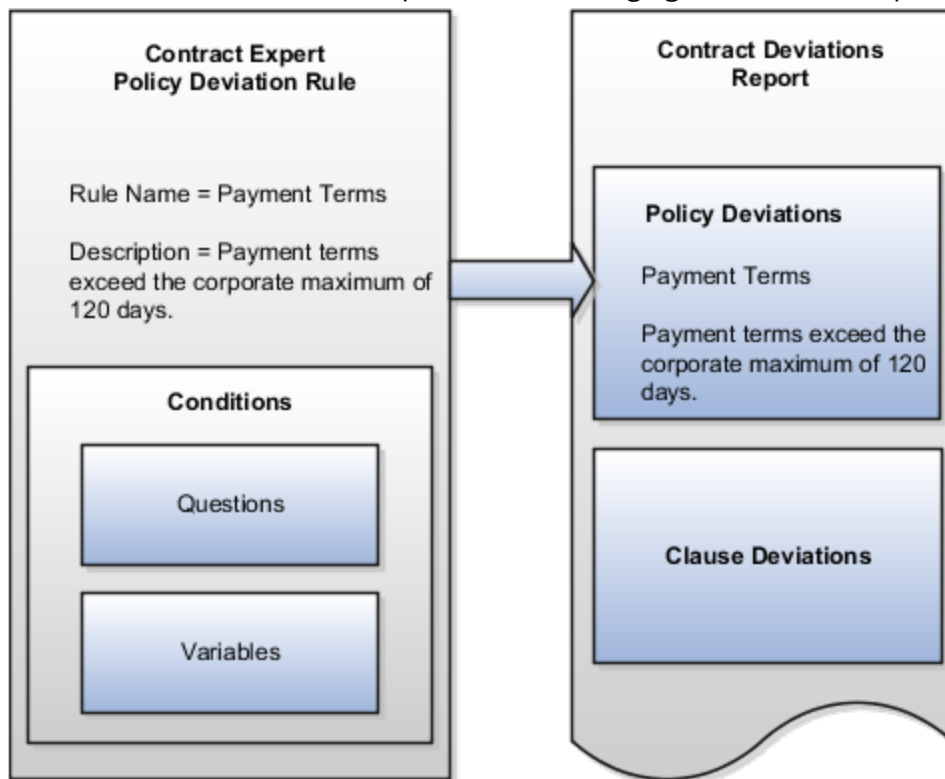 Contract Expert
Policy Deviation Rule
Rule Name = Payment Terms
Description = Payment terms
exceed the corporate maximum of
120 days.
Conditions
Questions
Variables
Contract Deviations
Report
Policy Deviations
Payment Terms
Payment terms exceed the
corporate maximum of 120
days.
Clause Deviations